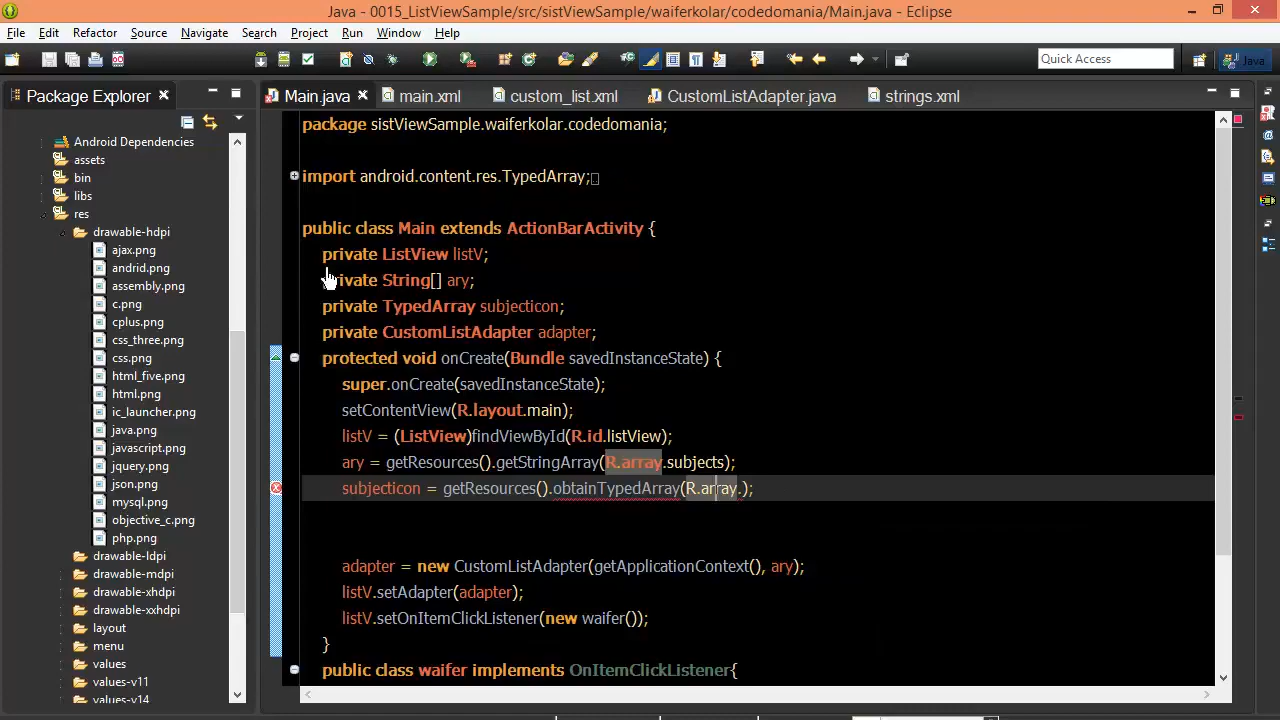 Java - 0015_ListViewSample/src/sistViewSample/waiferkolar/codedomania/Main.java - Eclipse
File Edit Refactor Source Navigate Search Project Run Window Help
Quick Access
Java
Package Explorer
Main.java
main.xml
custom_list.xml
CustomListAdapter.java
strings.xml
Android Dependencies
assets
bin
libs
res
drawable-hdpi
ajax.png
andrid.png
assembly.png
c.png
cplus.png
css_three.png
css.png
html_five.png
html.png
ic_launcher.png
java.png
javascript.png
jquery.png
json.png
mysql.png
objective_c.png
php.png
drawable-ldpi
drawable-mdpi
drawable-xhdpi
drawable-xxhdpi
layout
menu
values
values-v11
values-v14
package sistViewSample.waiferkolar.codedomania;
import android.content.res.TypedArray;
public class Main extends ActionBarActivity {
private ListView listV;
private String[] ary;
private TypedArray subjecticon;
private CustomListAdapter adapter;
protected void onCreate(Bundle savedInstanceState) {
super.onCreate(savedInstanceState);
setContentView(R.layout.main);
listV = (ListView)findViewById(R.id.listView);
ary = getResources().getStringArray(R.array.subjects);
subjecticon = getResources().obtainTypedArray(R.array.);
adapter = new CustomListAdapter(getApplicationContext(), ary);
listV.setAdapter(adapter);
listV.setOnItemClickListener(new waifer());
}
public class waifer implements OnItemClickListener{